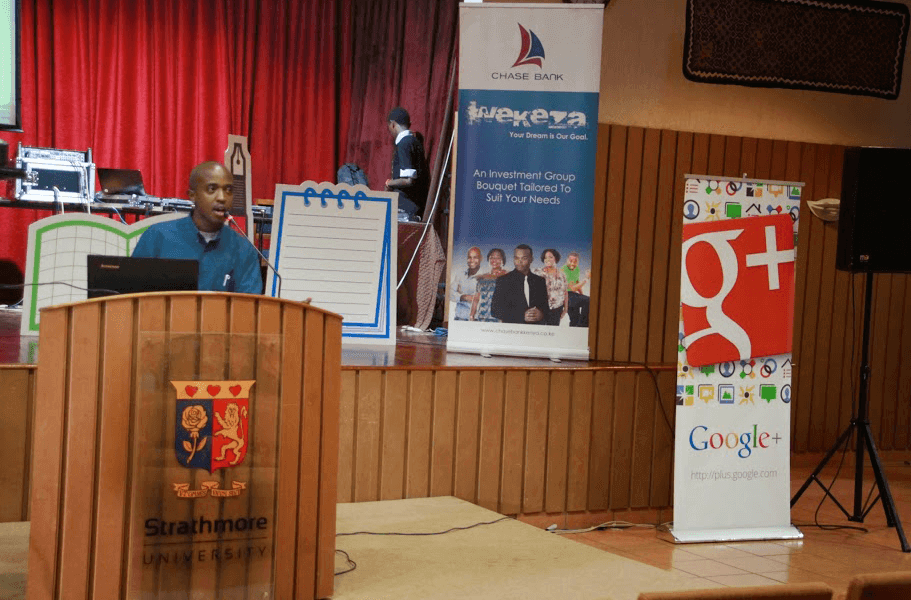 CHASE BANK
iwekeza
Your Dream is Our Goal.
An Investment Group
Bouquet Tailored To
Suit Your Needs
g+
Google+
http://plus.google.com
Strathmore
UNIVERSITY